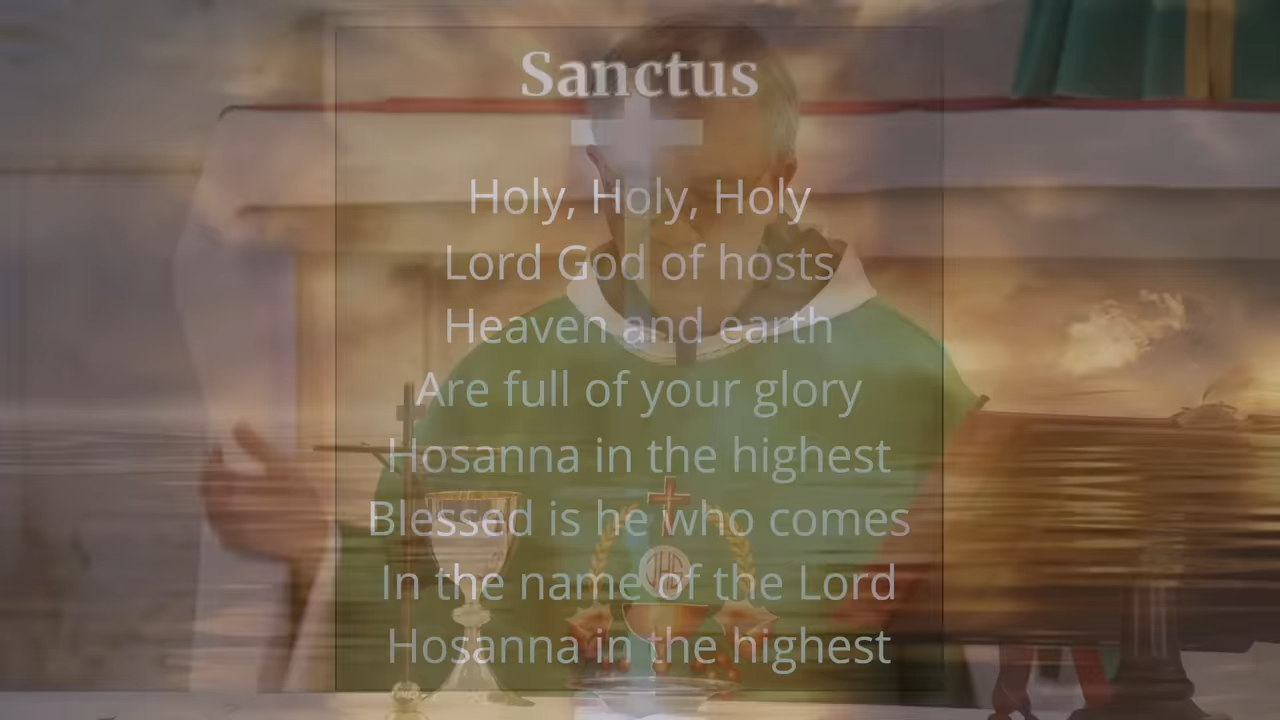 Sanctus
Holy, Holy, Holy
Lord God of hosts
Heaven and earth
Are full of your glory
Hosanna in the highest
Blessed is he who comes
In the name of the Lord
JHS
Hosanna in the highest